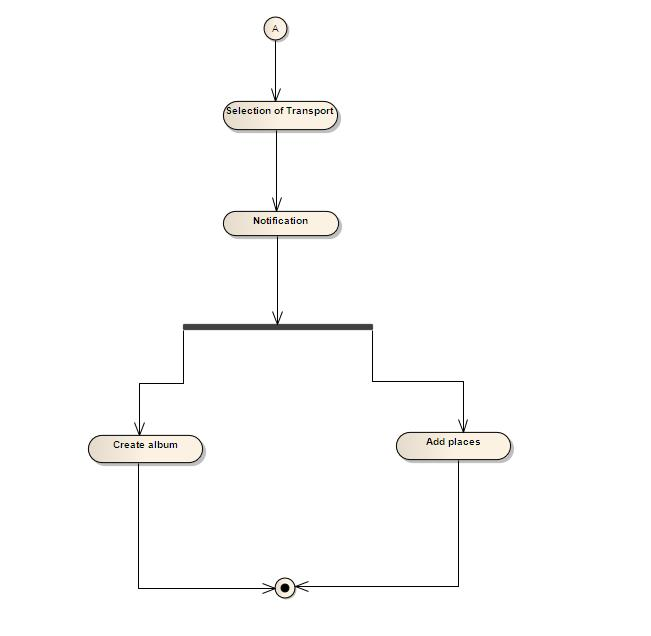 A
Selection of Transport
Notification
Create album
Add places